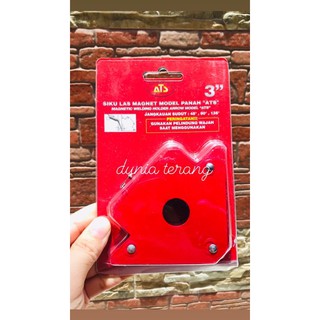 ATS
3"
SIKU LAS MAGNET MODEL PANAH "ATS"
MAGNETIC WELDING HOLDER ARROW MODEL "ATS"
JANGKAUAN SUDUT : 45°, 90°, 135°
PERINGATAN!!
GUNAKAN PELINDUNG WAJAH
SAAT MENGGUNAKAN
dunia terang